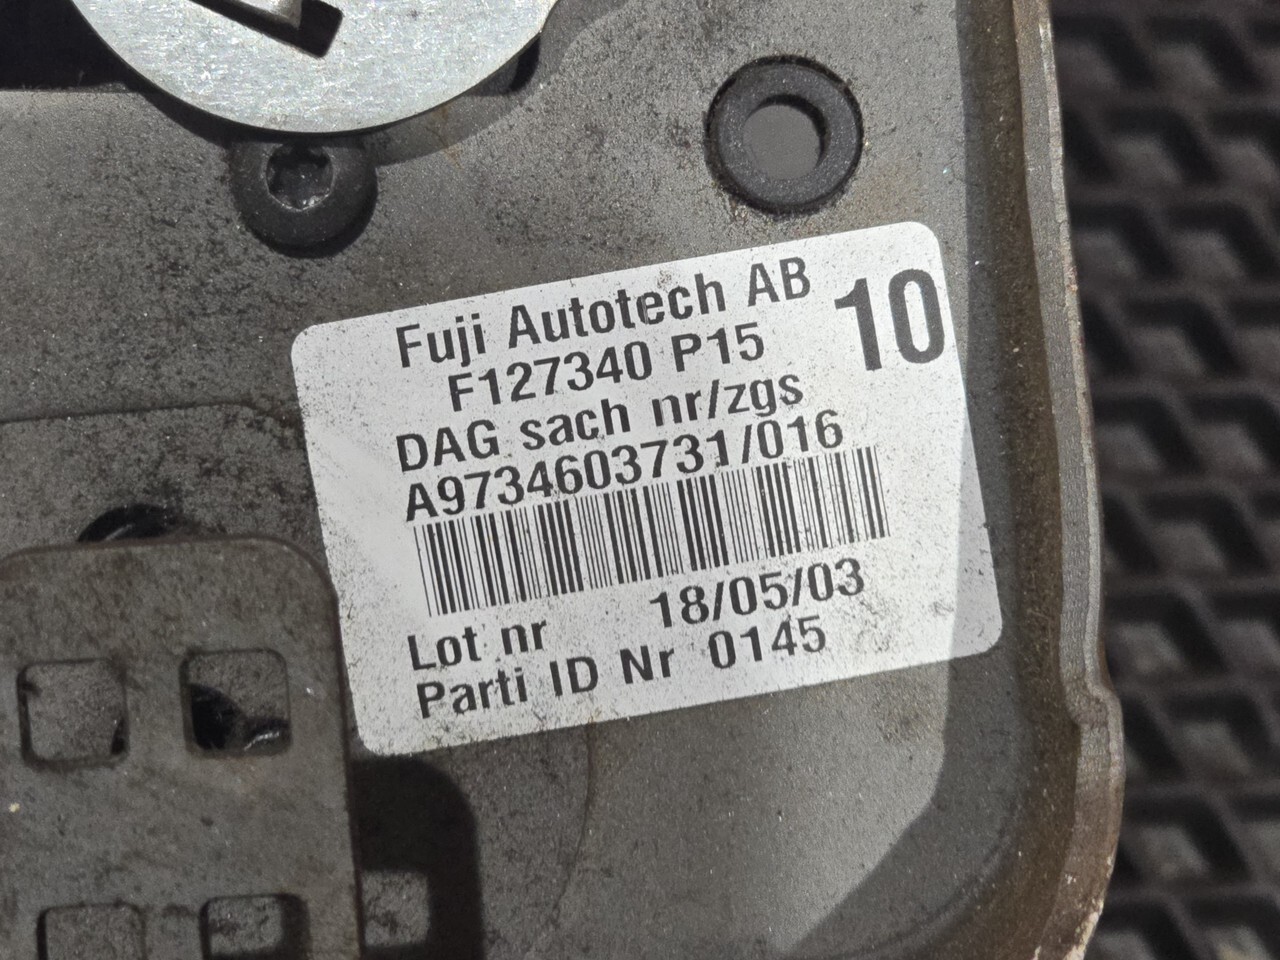 Fuji Autotech AB
10
F127340 P15
DAG sach nr/zgs
A9734603731/016
18/05/03
Lot nr
Parti ID Nr 0145